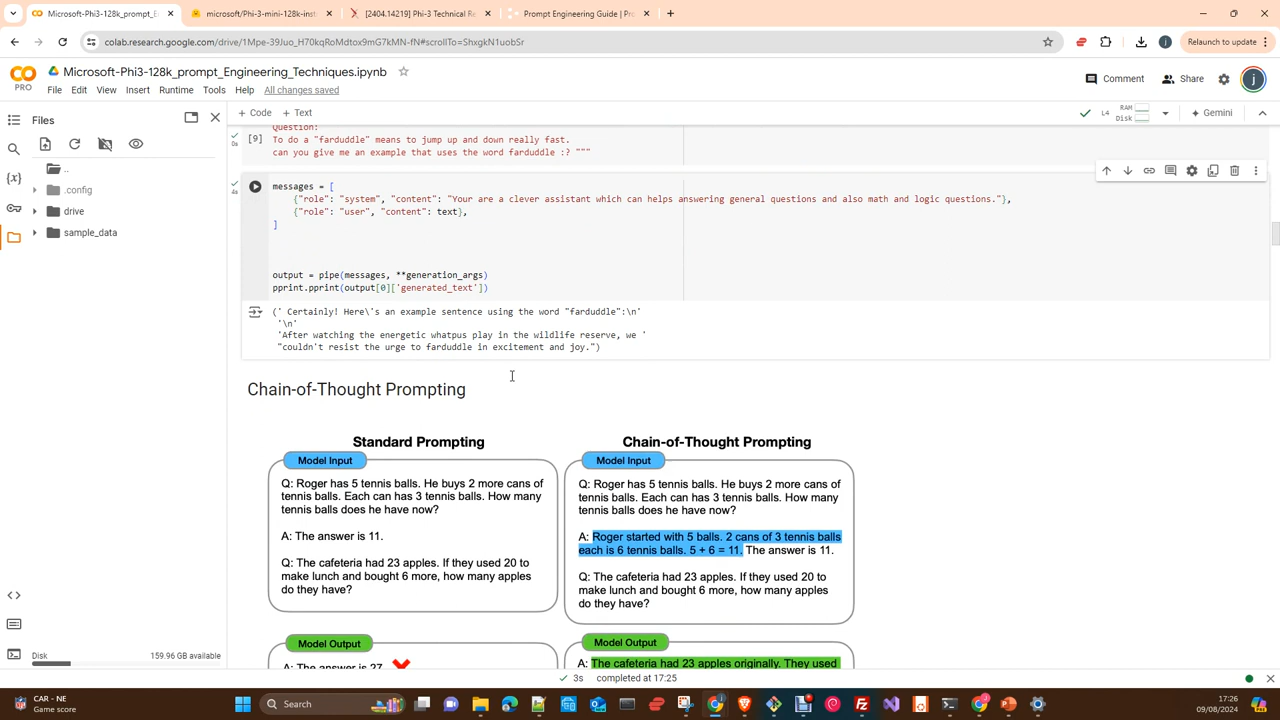 Microsoft-Phi3-128k_prompt_E
microsoft/Phi-3-mini-128k-inst
[2404.14219] Phi-3 Technical Re
Prompt Engineering Guide | Pro
colab.research.google.com/drive/1Mpe-39Juo_H70kqRoMdtox9mG7kMN-fN#scrollTo=ShxgkN1uobSr
Relaunch to update
CO
PRO
Microsoft-Phi3-128k_prompt_Engineering_Techniques.ipynb
File Edit View Insert Runtime Tools Help All changes saved
Comment
Share
j
Files
+ Code + Text
L4
RAM
Disk
Gemini
..
.config
drive
sample_data
[9]
0s
Question:
To do a "farduddle" means to jump up and down really fast.
can you give me an example that uses the word farduddle :? """
4s
messages = [
{"role": "system", "content": "Your are a clever assistant which can helps answering general questions and also math and logic questions."},
{"role": "user", "content": text},
]
output = pipe(messages, **generation_args)
pprint.pprint(output[0]['generated_text'])
(' Certainly! Here\'s an example sentence using the word "farduddle":\n'
'\n'
'After watching the energetic whatpus play in the wildlife reserve, we '
"couldn't resist the urge to farduddle in excitement and joy.")
Chain-of-Thought Prompting
Standard Prompting
Model Input
Q: Roger has 5 tennis balls. He buys 2 more cans of
tennis balls. Each can has 3 tennis balls. How many
tennis balls does he have now?
A: The answer is 11.
Q: The cafeteria had 23 apples. If they used 20 to
make lunch and bought 6 more, how many apples
do they have?
Model Output
A: The answer is 27.
Chain-of-Thought Prompting
Model Input
Q: Roger has 5 tennis balls. He buys 2 more cans of
tennis balls. Each can has 3 tennis balls. How many
tennis balls does he have now?
A: Roger started with 5 balls. 2 cans of 3 tennis balls
each is 6 tennis balls. 5 + 6 = 11. The answer is 11.
Q: The cafeteria had 23 apples. If they used 20 to
make lunch and bought 6 more, how many apples
do they have?
Model Output
A: The cafeteria had 23 apples originally. They used
Disk
159.96 GB available
3s completed at 17:25
CAR - NE
Game score
Search
17:26
09/08/2024